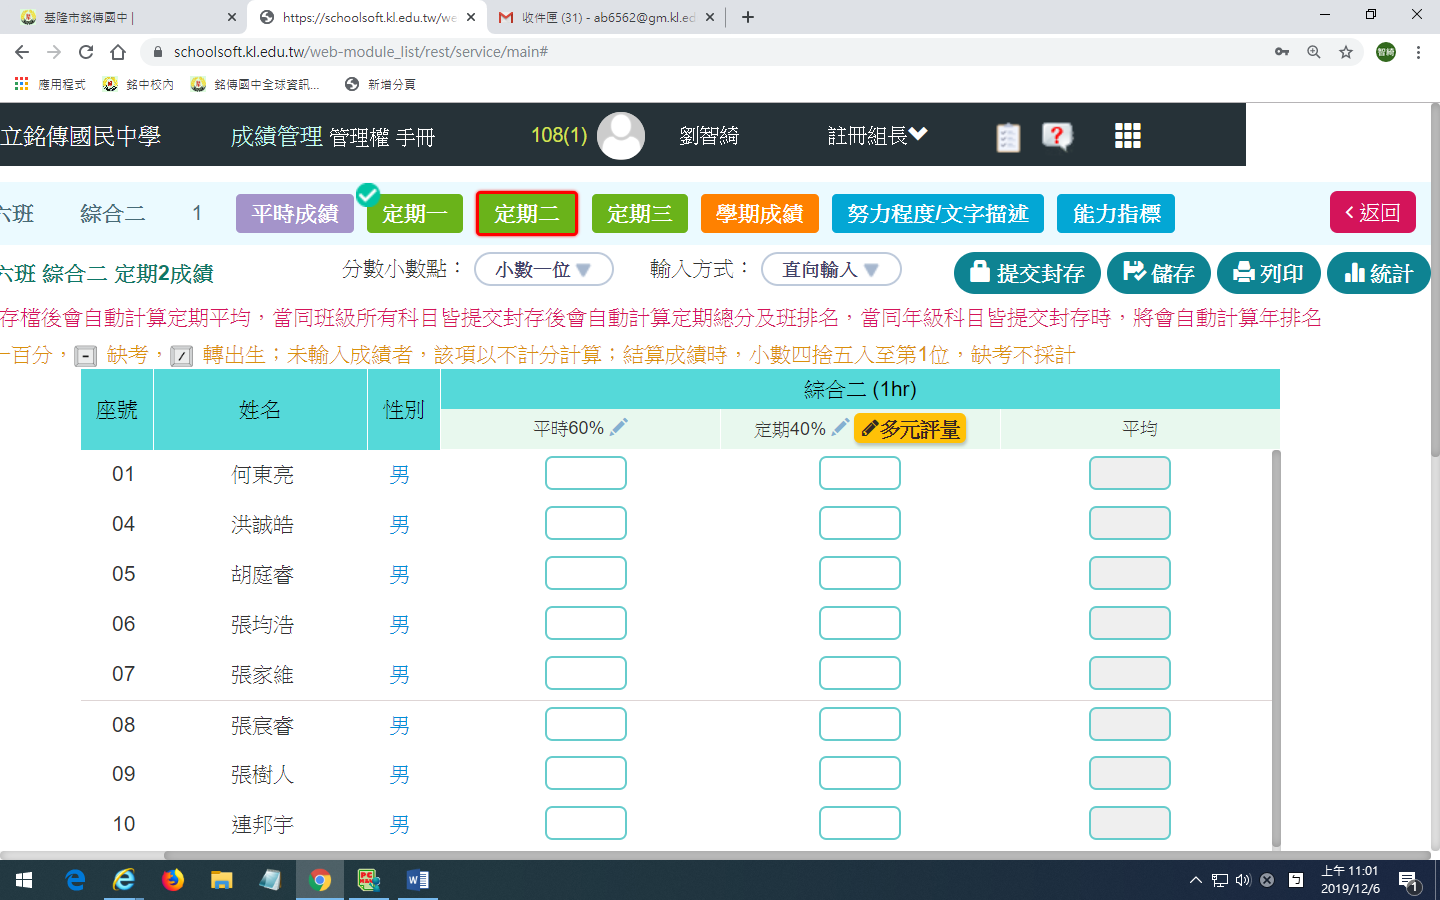 基隆市銘傳國中 |
https://schoolsoft.kl.edu.tw/we
收件匣 (31) - ab6562@gm.kl.ed
schoolsoft.kl.edu.tw/web-module_list/rest/service/main#
智綺
應用程式 銘中校內 銘傳國中全球資訊... 新增分頁
立銘傳國民中學 成績管理 管理權 手冊 108(1) 劉智綺 註冊組長
六班 綜合二 1 平時成績 定期一 定期二 定期三 學期成績 努力程度/文字描述 能力指標 返回
六班 綜合二 定期2成績 分數小數點： 小數一位 輸入方式： 直向輸入 提交封存 儲存 列印 統計
存檔後會自動計算定期平均，當同班級所有科目皆提交封存後會自動計算定期總分及班排名，當同年級科目皆提交封存時，將會自動計算年排名
一百分， - 缺考， / 轉出生；未輸入成績者，該項以不計分計算；結算成績時，小數四捨五入至第1位，缺考不採計
座號 姓名 性別 綜合二 (1hr)
平時60% 定期40% 多元評量 平均
01 何東亮 男
04 洪誠皓 男
05 胡庭睿 男
06 張均浩 男
07 張家維 男
08 張宸睿 男
09 張樹人 男
10 連邦宇 男
上午 11:01
2019/12/6
1